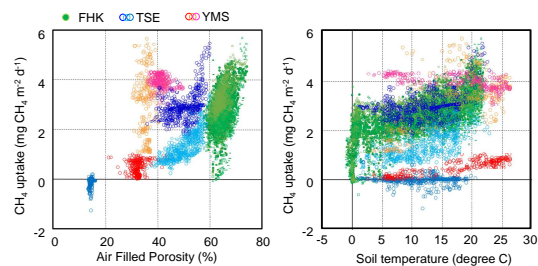 FHK TSE YMS
6
4
2
0
-2
CH4 uptake (mg CH4 m-2 d-1)
0 20 40 60 80
Air Filled Porosity (%)
6
4
2
0
-2
CH4 uptake (mg CH4 m-2 d-1)
-5 0 5 10 15 20 25 30
Soil temperature (degree C)